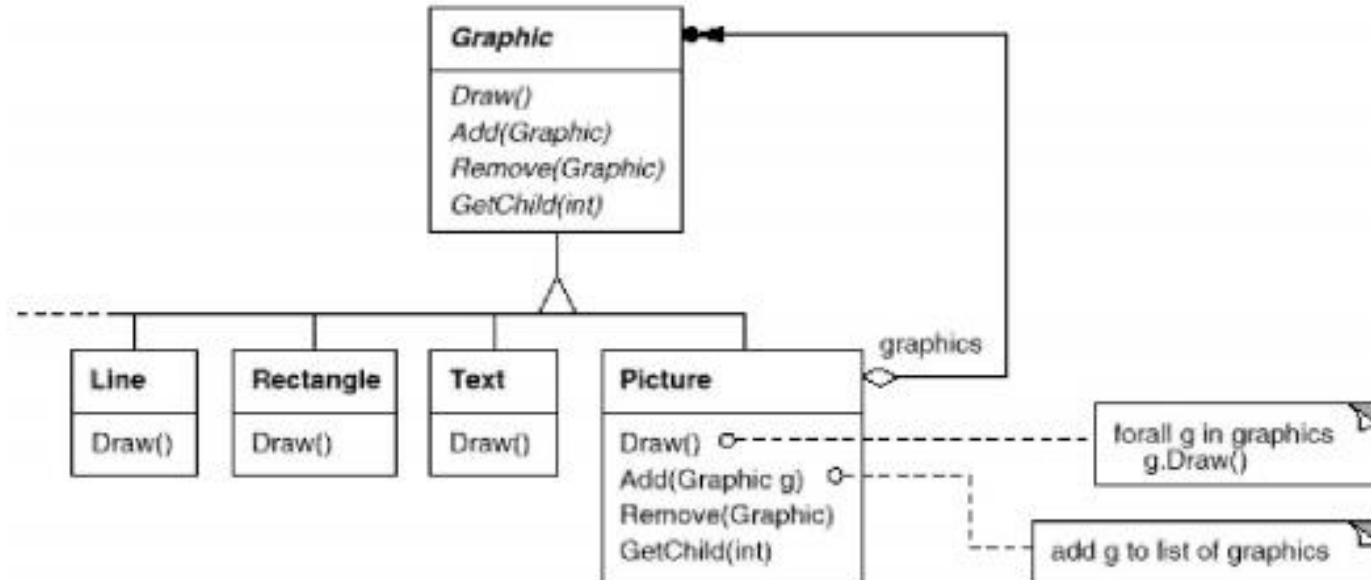 Graphic
Draw()
Add(Graphic)
Remove(Graphic)
GetChild(int)
Line
Draw()
Rectangle
Draw()
Text
Draw()
Picture
Draw()
Add(Graphic g)
Remove(Graphic)
GetChild(int)
graphics
forall g in graphics
g.Draw()
add g to list of graphics